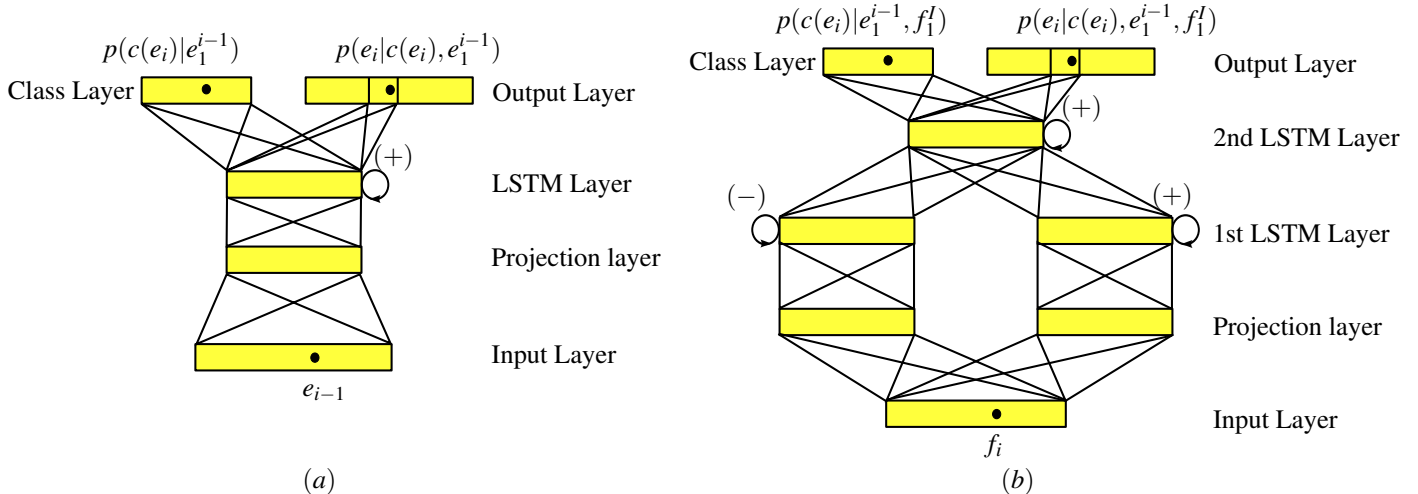 p(c(e_i)|e_1^{i−1})
p(e_i|c(e_i), e_1^{i−1})
Class Layer
Output Layer
(+)
LSTM Layer
Projection layer
Input Layer
e_{i−1}
(a)
p(c(e_i)|e_1^{i−1}, f_1^I)
p(e_i|c(e_i), e_1^{i−1}, f_1^I)
Class Layer
Output Layer
(+)
2nd LSTM Layer
(−)
(+)
1st LSTM Layer
Projection layer
Input Layer
f_i
(b)